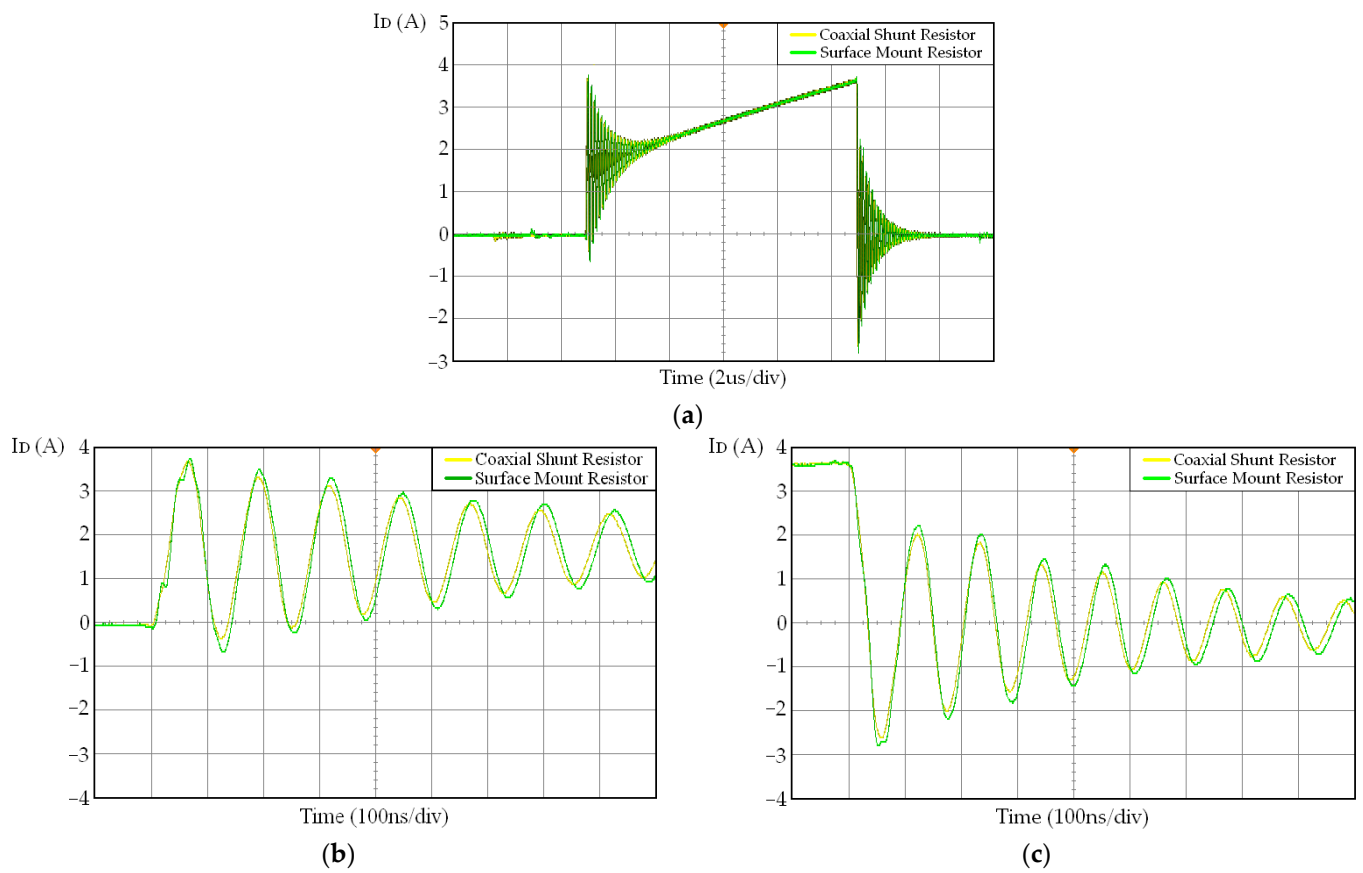 ID (A)
5
Coaxial Shunt Resistor
Surface Mount Resistor
4
3
2
1
0
−1
−2
−3
Time (2us/div)
(a)
ID (A)
4
Coaxial Shunt Resistor
Surface Mount Resistor
3
2
1
0
−1
−2
−3
−4
Time (100ns/div)
(b)
ID (A)
4
Coaxial Shunt Resistor
Surface Mount Resistor
3
2
1
0
−1
−2
−3
−4
Time (100ns/div)
(c)